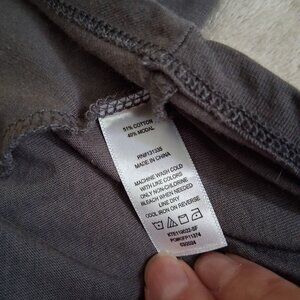 51% COTTON
49% MODAL
RN#131335
MADE IN CHINA
MACHINE WASH COLD
WITH LIKE COLORS
ONLY NON-CHLORINE
BLEACH WHEN NEEDED
LINE DRY
COOL IRON ON REVERSE